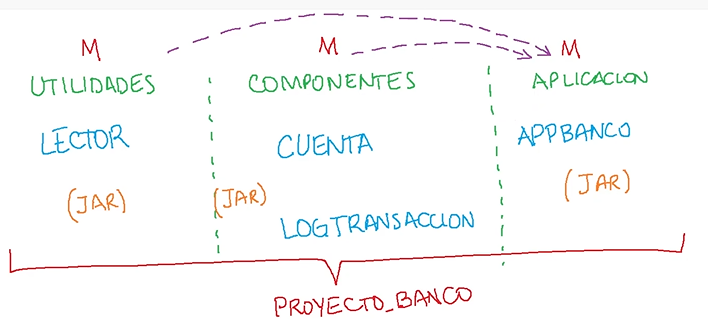 M M M
UTILIDADES COMPONENTES APLICACION
LECTOR CUENTA APPBANCO
(JAR) (JAR) (JAR)
LOGTRANSACCION
PROYECTO_BANCO